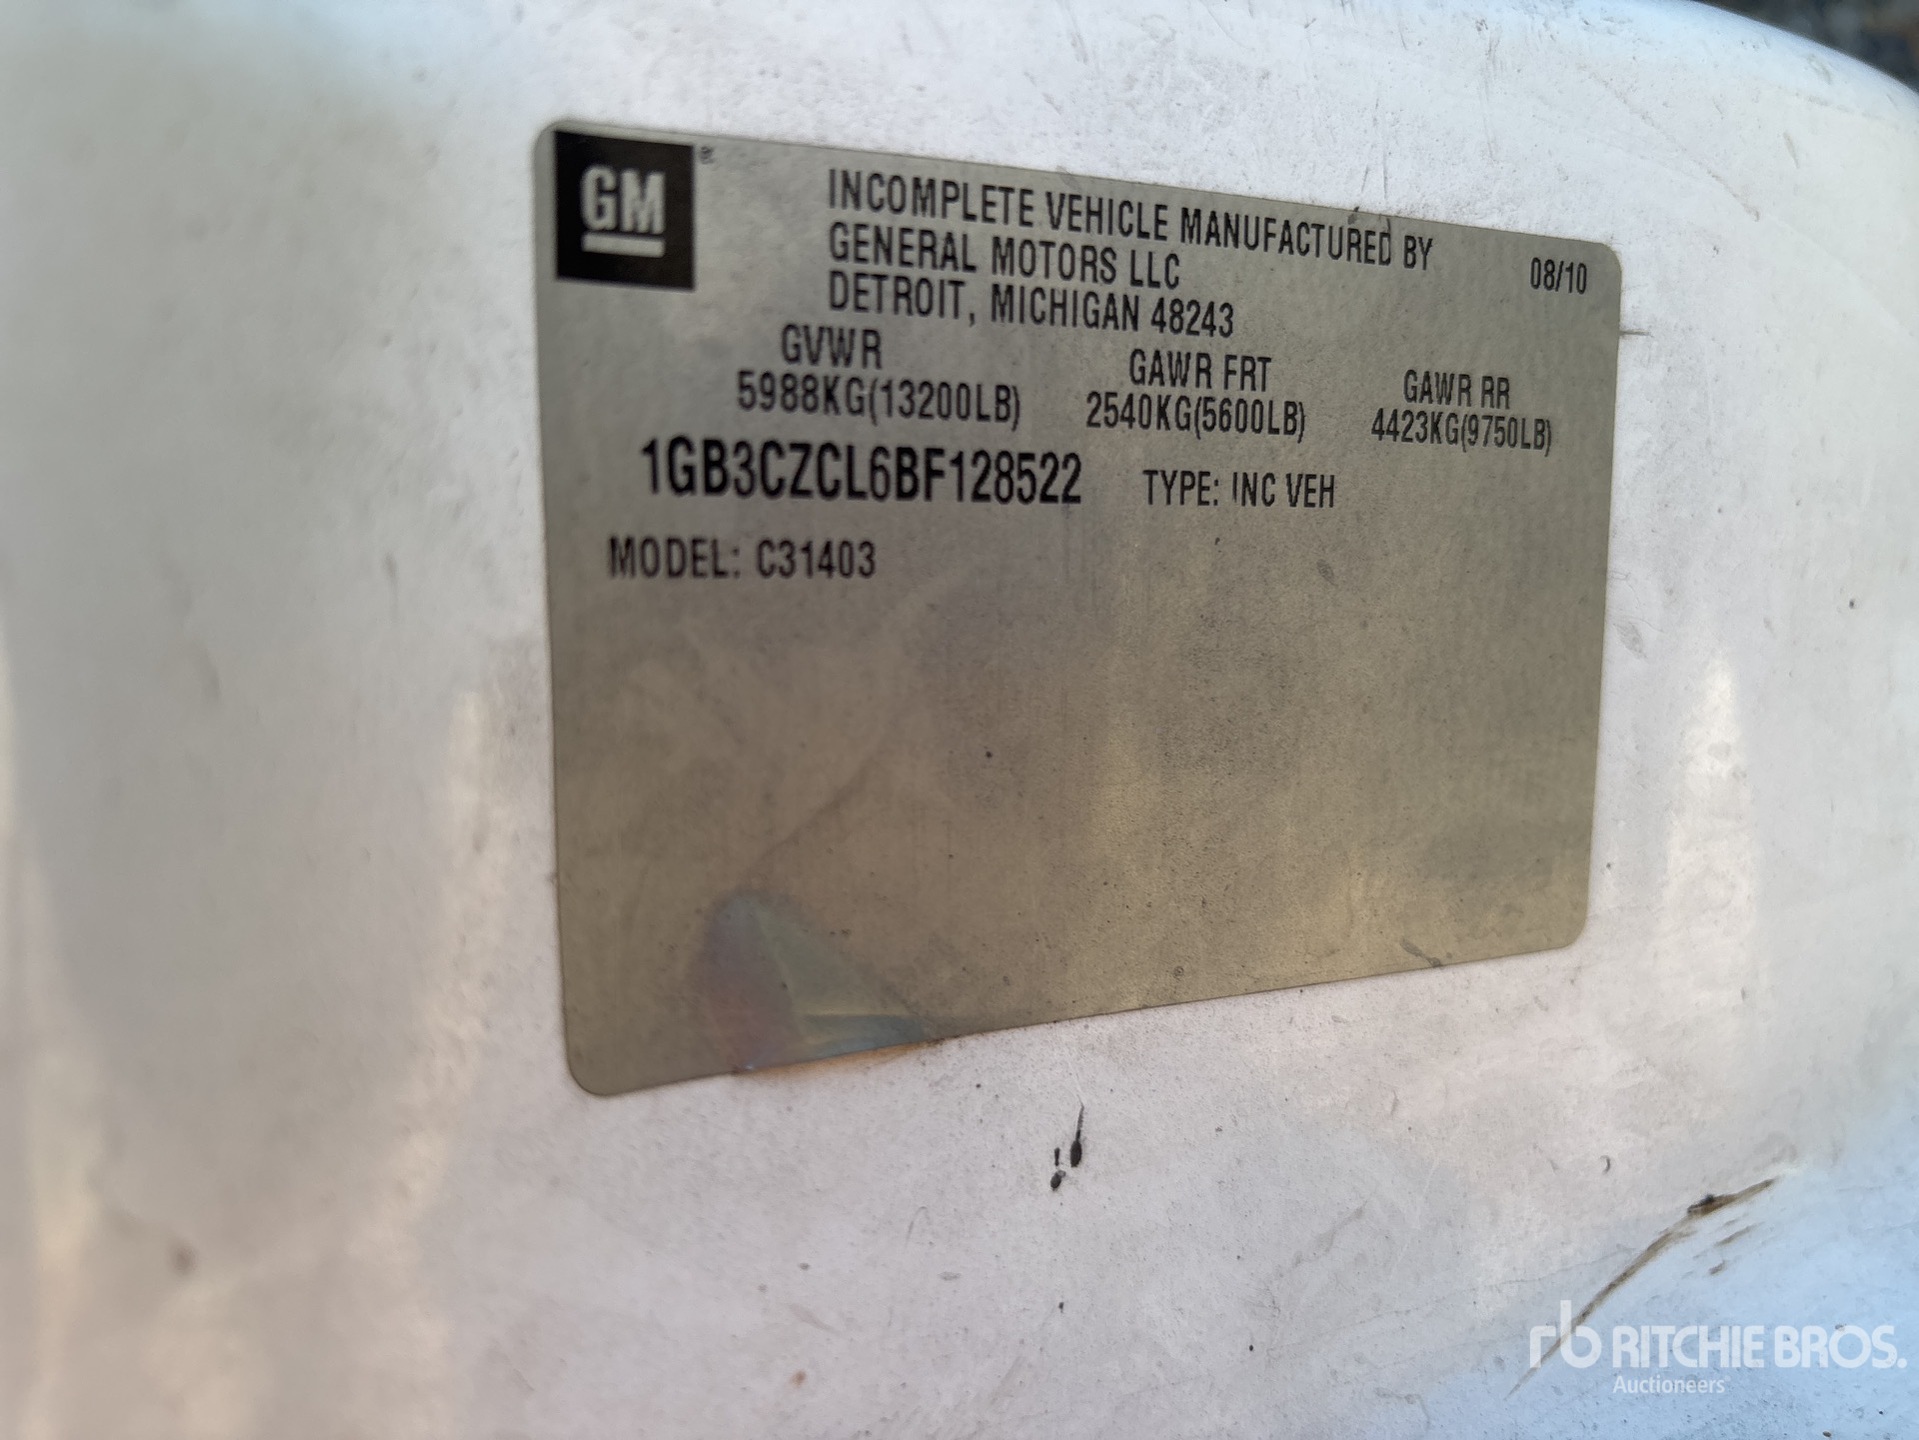 GM ®
INCOMPLETE VEHICLE MANUFACTURED BY
GENERAL MOTORS LLC
DETROIT, MICHIGAN 48243
08/10
GVWR GAWR FRT GAWR RR
5988KG(13200LB) 2540KG(5600LB) 4423KG(9750LB)
1GB3CZCL6BF128522 TYPE: INC VEH
MODEL: C31403
rb RITCHIE BROS.
Auctioneers